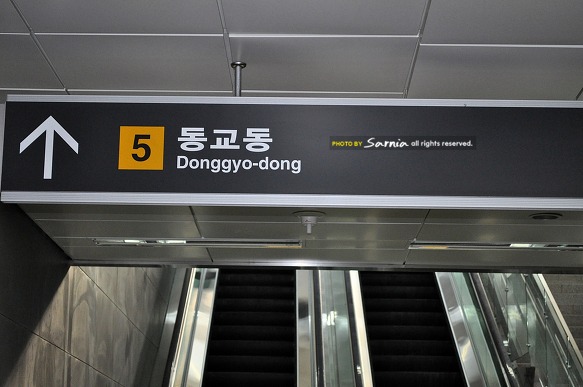 5 동교동
Donggyo-dong
PHOTO BY Sarnia all rights reserved.